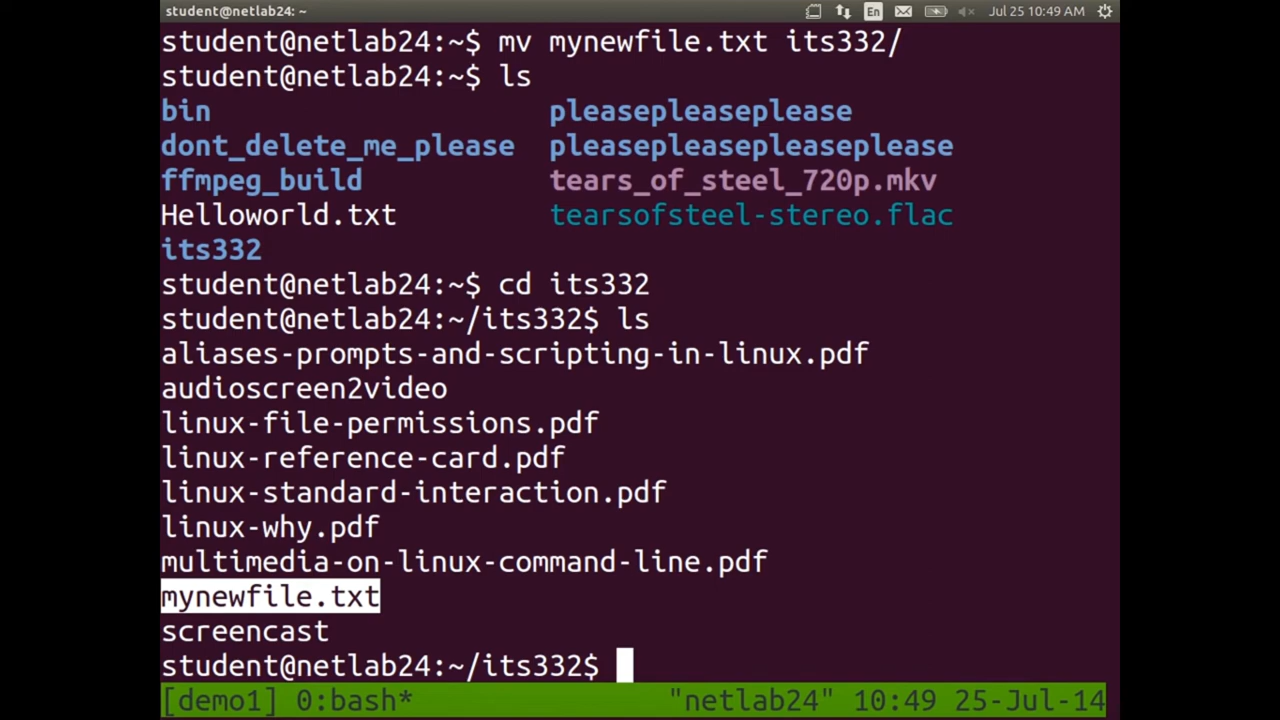 student@netlab24: ~ En Jul 25 10:49 AM
student@netlab24:~$ mv mynewfile.txt its332/
student@netlab24:~$ ls
bin pleasepleaseplease
dont_delete_me_please pleasepleasepleaseplease
ffmpeg_build tears_of_steel_720p.mkv
Helloworld.txt tearsofsteel-stereo.flac
its332
student@netlab24:~$ cd its332
student@netlab24:~/its332$ ls
aliases-prompts-and-scripting-in-linux.pdf
audioscreen2video
linux-file-permissions.pdf
linux-reference-card.pdf
linux-standard-interaction.pdf
linux-why.pdf
multimedia-on-linux-command-line.pdf
mynewfile.txt
screencast
student@netlab24:~/its332$
[demo1] 0:bash* "netlab24" 10:49 25-Jul-14